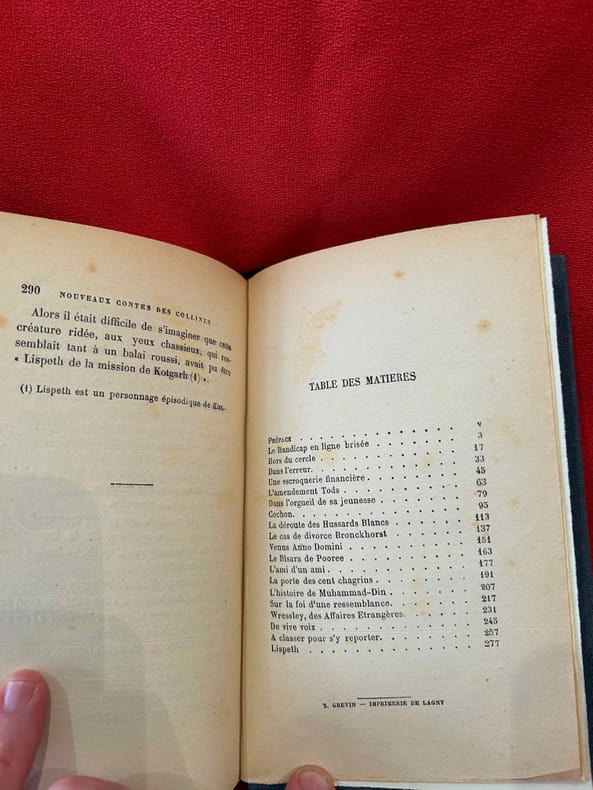 290 NOUVEAUX CONTES DES COLLINES
Alors il était difficile de s'imaginer que cette
créature ridée, aux yeux chassieux, qui res-
semblait tant à un balai roussi, avait pu être
« Lispeth de la mission de Kotgarh (1) ».
(1) Lispeth est un personnage épisodique de Kim.
TABLE DES MATIERES
PRÉFACE . . . . . . . . . . . . v
Le Handicap en ligne brisée . . . . . . . . 3
Hors du cercle . . . . . . . . . . . 17
Dans l'erreur. . . . . . . . . . . . 33
Une escroquerie financière . . . . . . . . 45
L'amendement Tods . . . . . . . . . . 63
Dans l'orgueil de sa jeunesse . . . . . . . 79
Cochon. . . . . . . . . . . . . 95
La déroute des Hussards Blancs . . . . . . . 113
Le cas de divorce Bronckhorst . . . . . . . 137
Venus Anno Domini . . . . . . . . . . 151
Le Bisara de Pooree . . . . . . . . . . 163
L'ami d'un ami . . . . . . . . . . . 177
La porte des cent chagrins . . . . . . . . 191
L'histoire de Muhammad-Din . . . . . . . . 207
Sur la foi d'une ressemblance. . . . . . . . 217
Wressley, des Affaires Etrangères. . . . . . . 231
De vive voix . . . . . . . . . . . . 245
A classer pour s'y reporter. . . . . . . . . 257
Lispeth . . . . . . . . . . . . . 277
GREVIN — IMPRIMERIE DE LAGNY